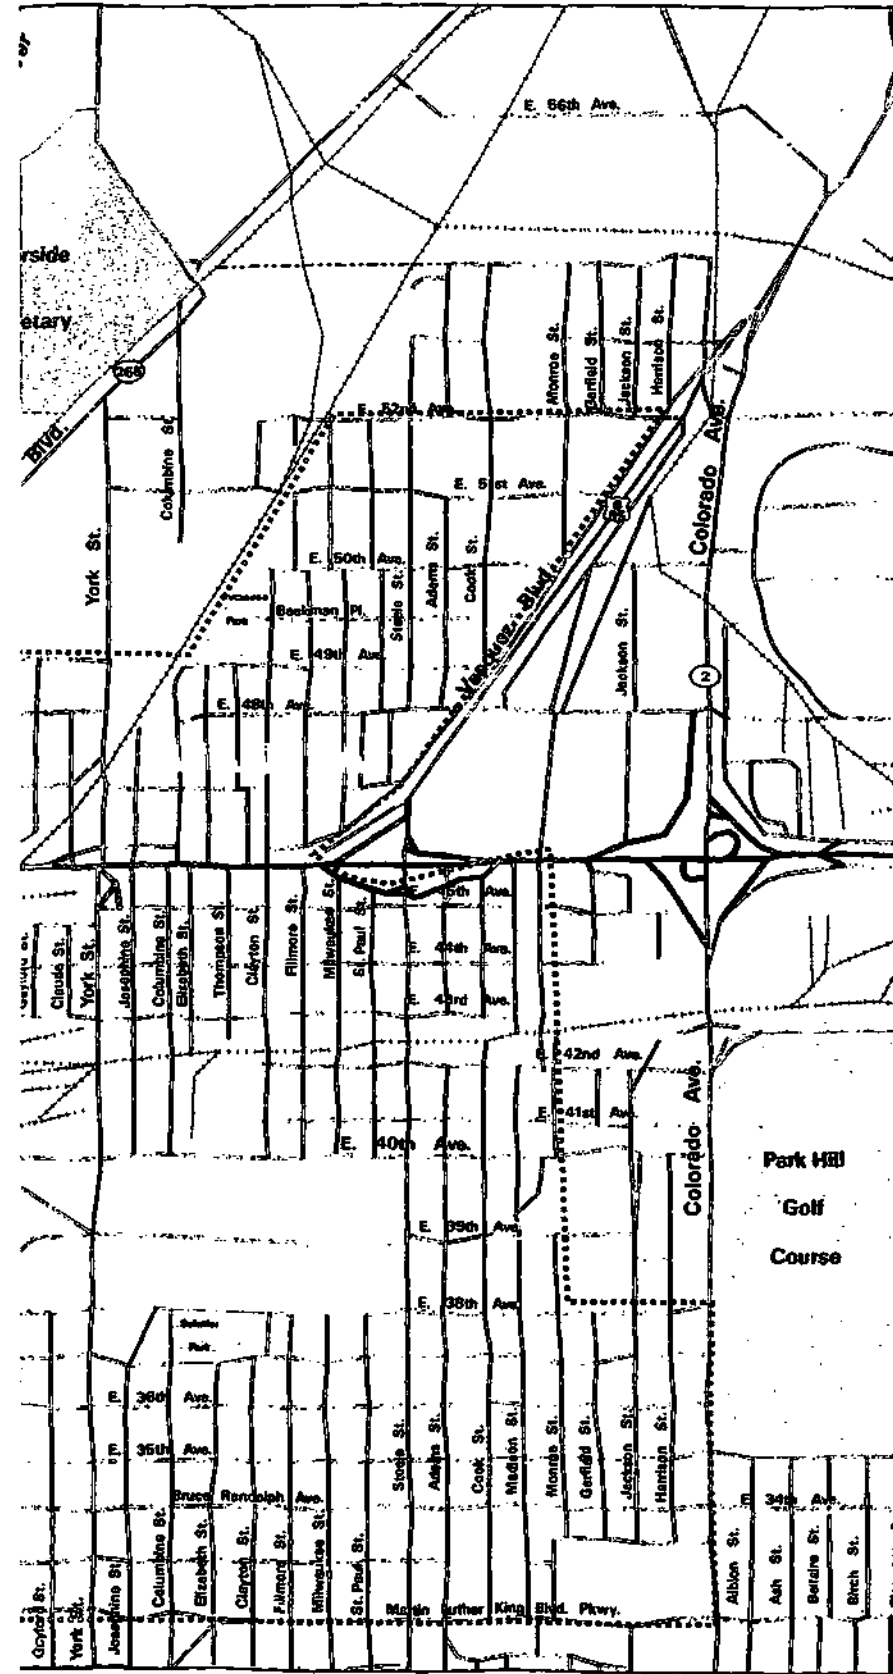 E. 56th Ave.
rside
etary
Monroe St.
Garfield St.
Jackson St.
Harrison St.
265
Blvd.
E. 52nd Ave.
Columbine St.
E. 51st Ave.
Colorado Ave.
York St.
E. 50th Ave.
Steele St.
Adams St.
Cook St.
Vasquez Blvd.
Park
Beekman Pl.
E. 49th Ave.
Jackson St.
2
E. 48th Ave.
E. 45th Ave.
Claude St.
York St.
Josephine St.
Columbine St.
Elizabeth St.
Thompson St.
Clayton St.
Fillmore St.
Milwaukee St.
St. Paul St.
E. 44th Ave.
E. 43rd Ave.
E. 42nd Ave.
E. 41st Ave.
E. 40th Ave.
Colorado Ave.
Park Hill
Golf
Course
E. 39th Ave.
E. 38th Ave.
Park
E. 36th Ave.
E. 35th Ave.
Steele St.
Adams St.
Cook St.
Madison St.
Monroe St.
Garfield St.
Jackson St.
Harrison St.
Bruce Randolph Ave.
E. 34th Ave.
Gaylord St.
York St.
Josephine St.
Columbine St.
Elizabeth St.
Clayton St.
Fillmore St.
Milwaukee St.
St. Paul St.
Albion St.
Ash St.
Bellaire St.
Birch St.
Martin Luther King Blvd. Pkwy.